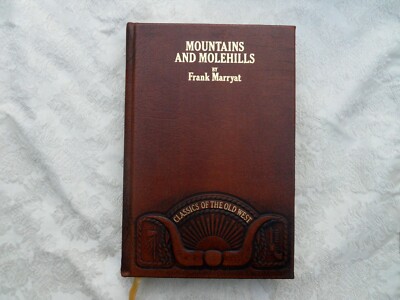 MOUNTAINS
AND MOLEHILLS
BY
Frank Marryat
CLASSICS OF THE OLD WEST